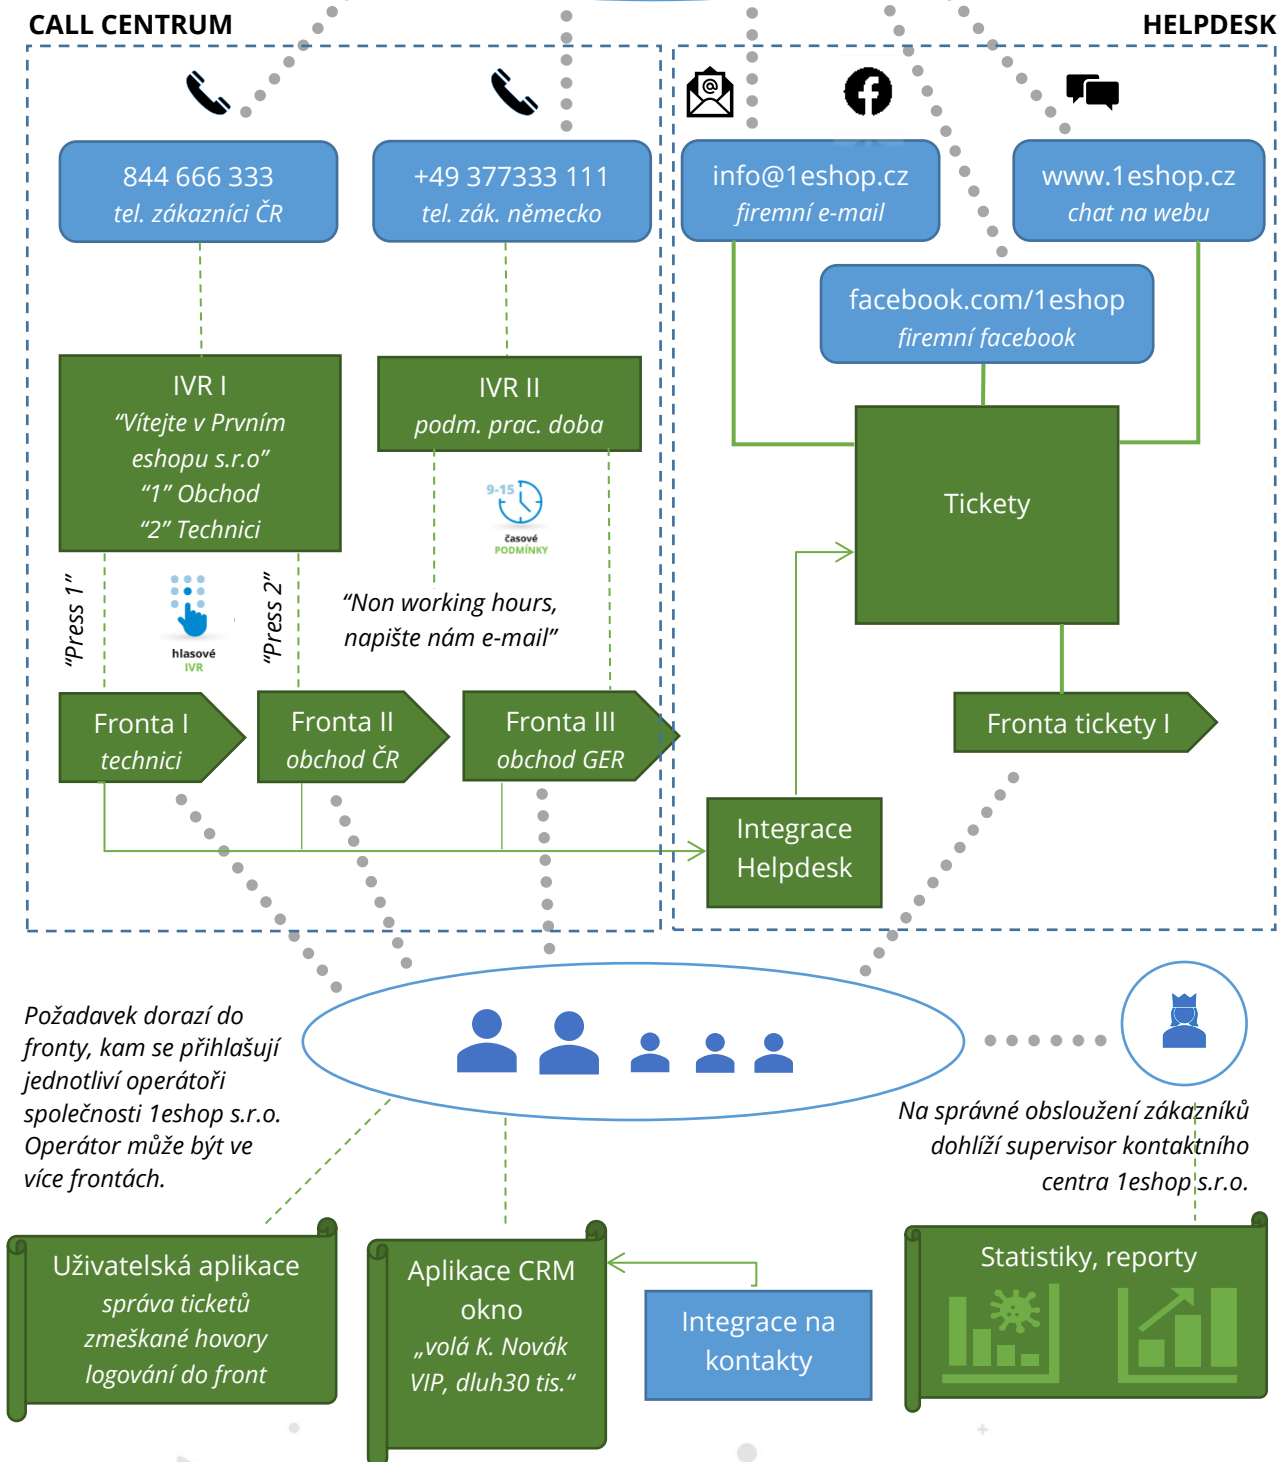 CALL CENTRUM
HELPDESK
844 666 333
tel. zákazníci ČR
+49 377333 111
tel. zák. německo
@
info@1eshop.cz
firemní e-mail
www.1eshop.cz
chat na webu
facebook.com/1eshop
firemní facebook
IVR I
“Vítejte v Prvním
eshopu s.r.o”
“1” Obchod
“2” Technici
IVR II
podm. prac. doba
9-15
časové
PODMÍNKY
Tickety
“Press 1”
hlasové
IVR
“Press 2”
“Non working hours,
napište nám e-mail”
Fronta I
technici
Fronta II
obchod ČR
Fronta III
obchod GER
Fronta tickety I
Integrace
Helpdesk
Požadavek dorazí do
fronty, kam se přihlašují
jednotliví operátoři
společnosti 1eshop s.r.o.
Operátor může být ve
více frontách.
Na správné obsloužení zákazníků
dohlíží supervisor kontaktního
centra 1eshop s.r.o.
Uživatelská aplikace
správa ticketů
zmeškané hovory
logování do front
Aplikace CRM
okno
„volá K. Novák
VIP, dluh30 tis.“
Integrace na
kontakty
Statistiky, reporty